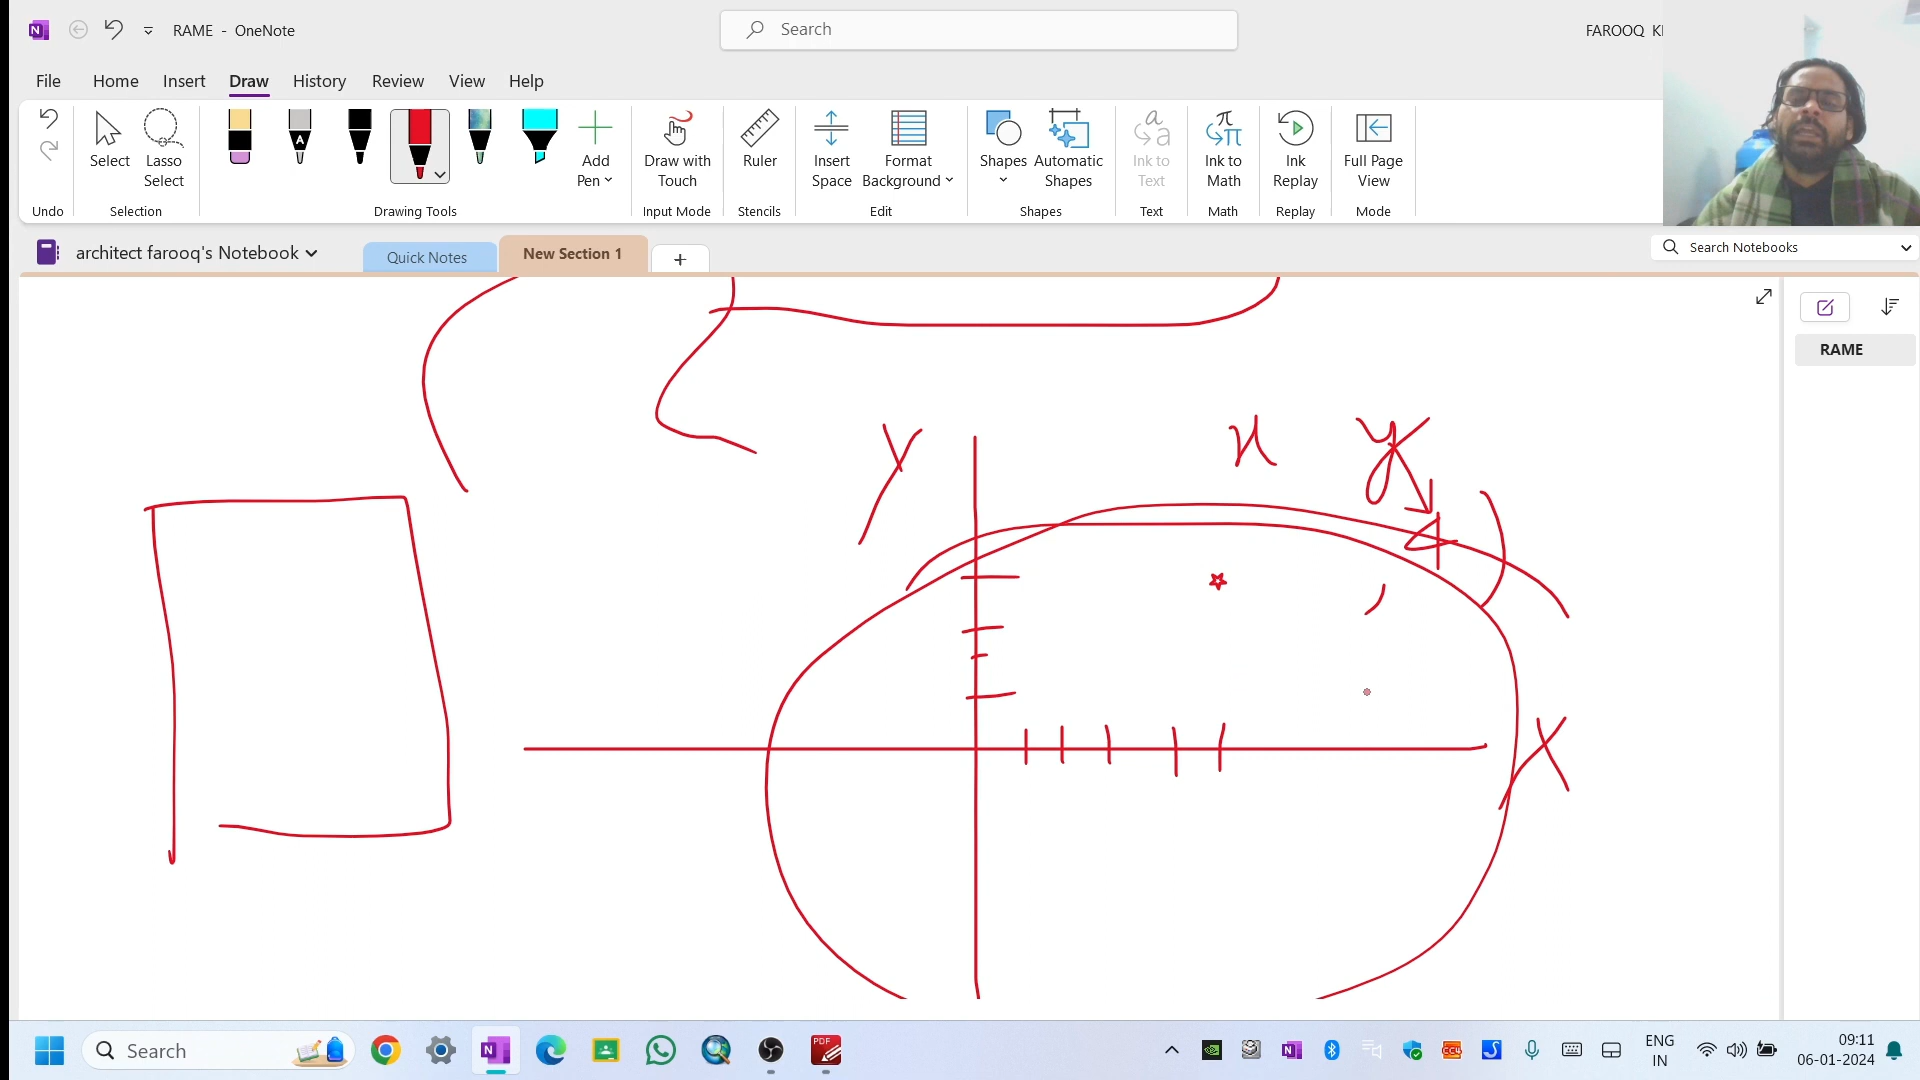 RAME - OneNote
Search
FAROOQ
File Home Insert Draw History Review View Help
Undo
Select
Lasso Select
Selection
A
Drawing Tools
Add Pen
Draw with Touch
Input Mode
Ruler
Stencils
Insert Space
Format Background
Edit
Shapes
Automatic Shapes
Shapes
a
a
Ink to Text
Text
π
π
Ink to Math
Math
Ink Replay
Replay
Full Page View
Mode
architect farooq's Notebook
Quick Notes
New Section 1
+
Search Notebooks
RAME
Y
x
y
4
X
Search
PDF
ENG
IN
09:11
06-01-2024